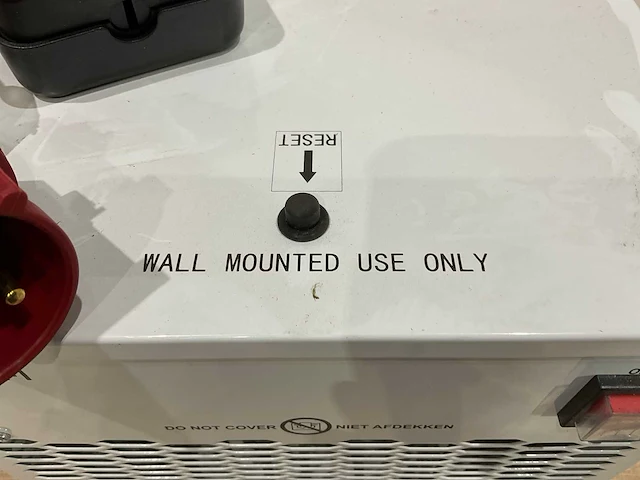 RESET
WALL MOUNTED USE ONLY
DO NOT COVER NIET AFDEKKEN